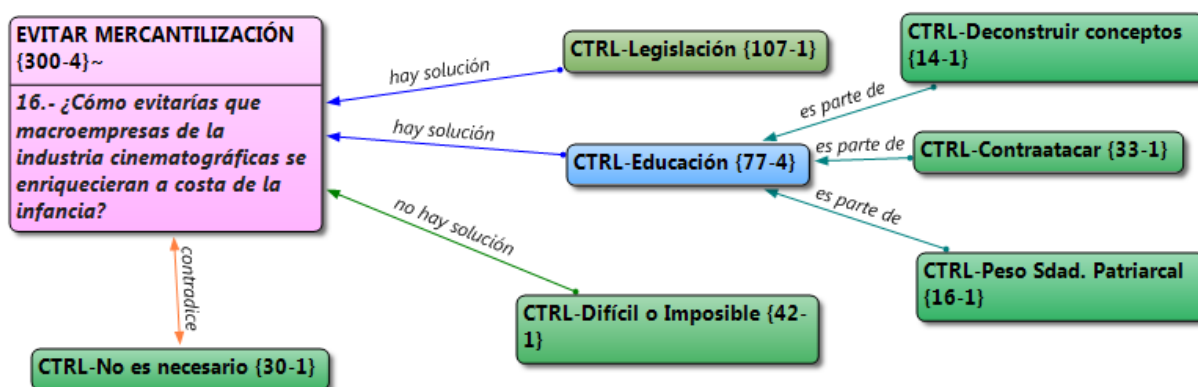 EVITAR MERCANTILIZACIÓN
{300-4}~
16.- ¿Cómo evitarías que
macroempresas de la
industria cinematográficas se
enriquecieran a costa de la
infancia?
hay solución
hay solución
no hay solución
contradice
CTRL-No es necesario {30-1}
CTRL-Legislación {107-1}
CTRL-Educación {77-4}
CTRL-Difícil o Imposible {42-
1}
es parte de
es parte de
es parte de
CTRL-Deconstruir conceptos
{14-1}
CTRL-Contraatacar {33-1}
CTRL-Peso Sdad. Patriarcal
{16-1}